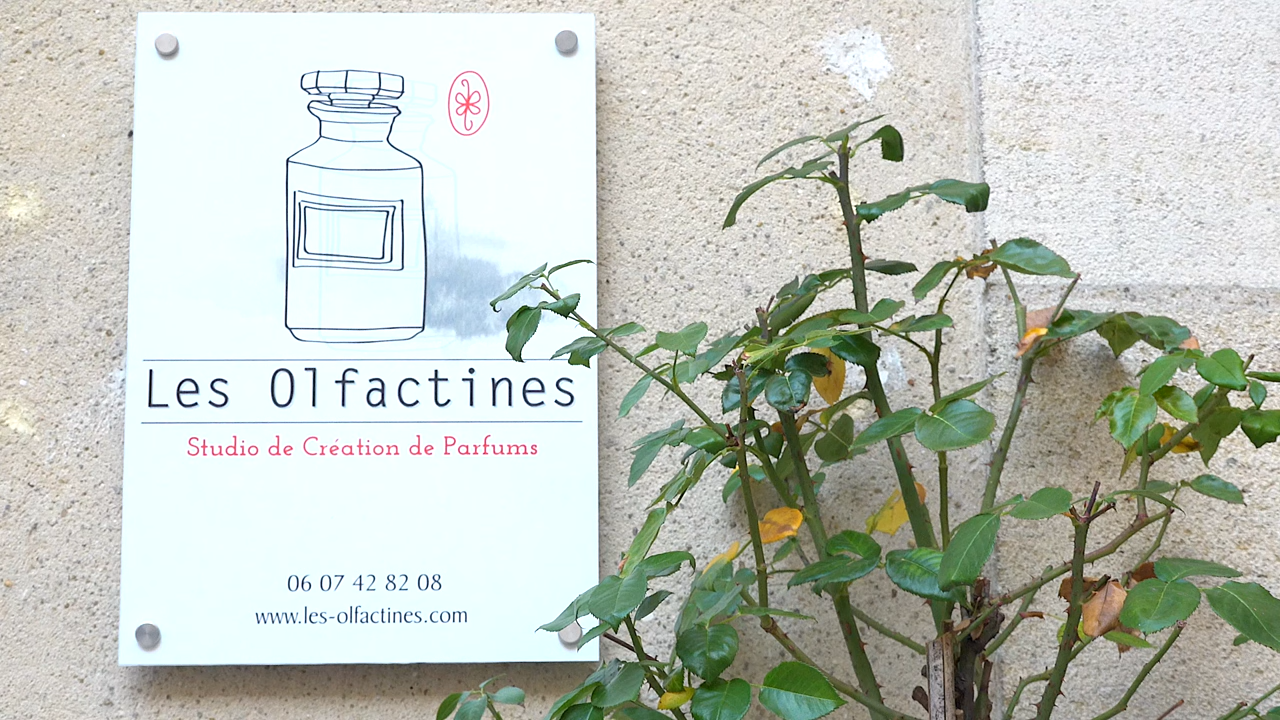 Les Olfactines
Studio de Création de Parfums
06 07 42 82 08
www.les-olfactines.com